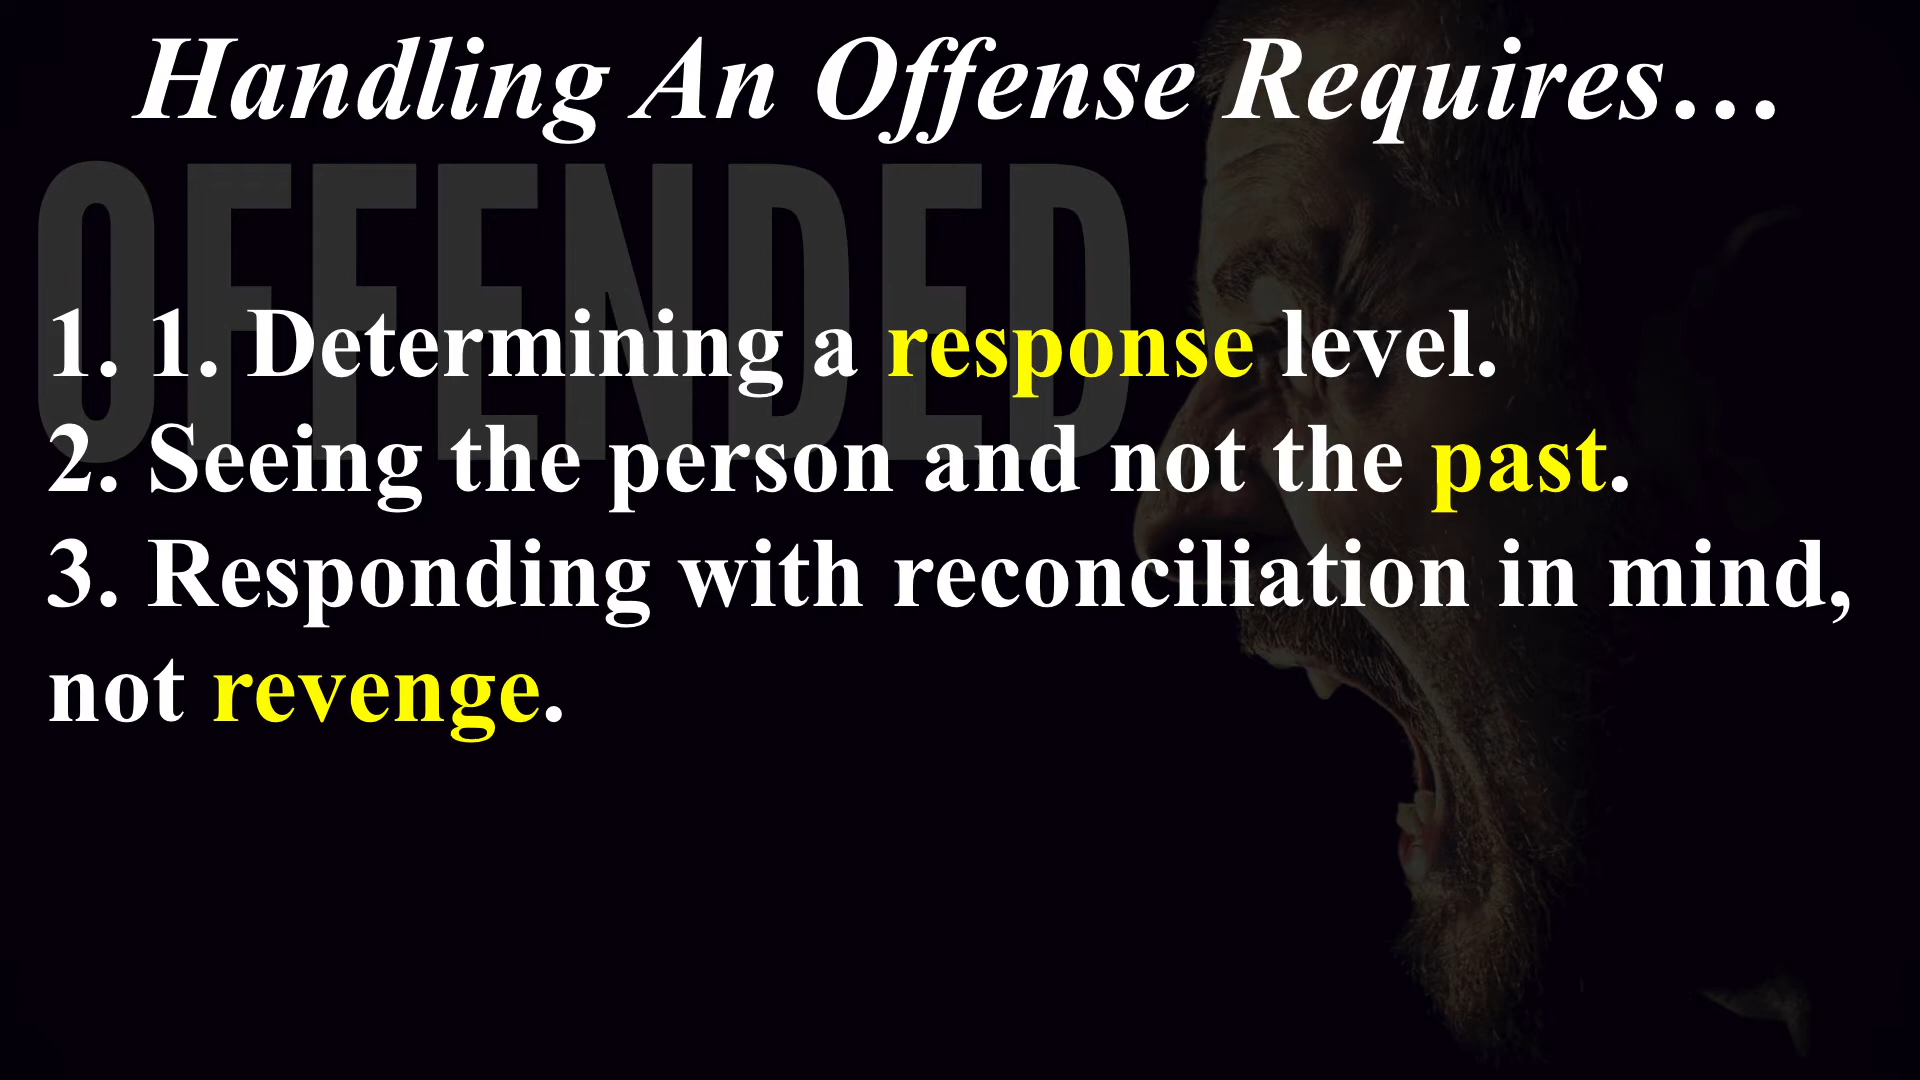 Handling An Offense Requires…
OFFENDED
1. 1. Determining a response level.
2. Seeing the person and not the past.
3. Responding with reconciliation in mind,
not revenge.